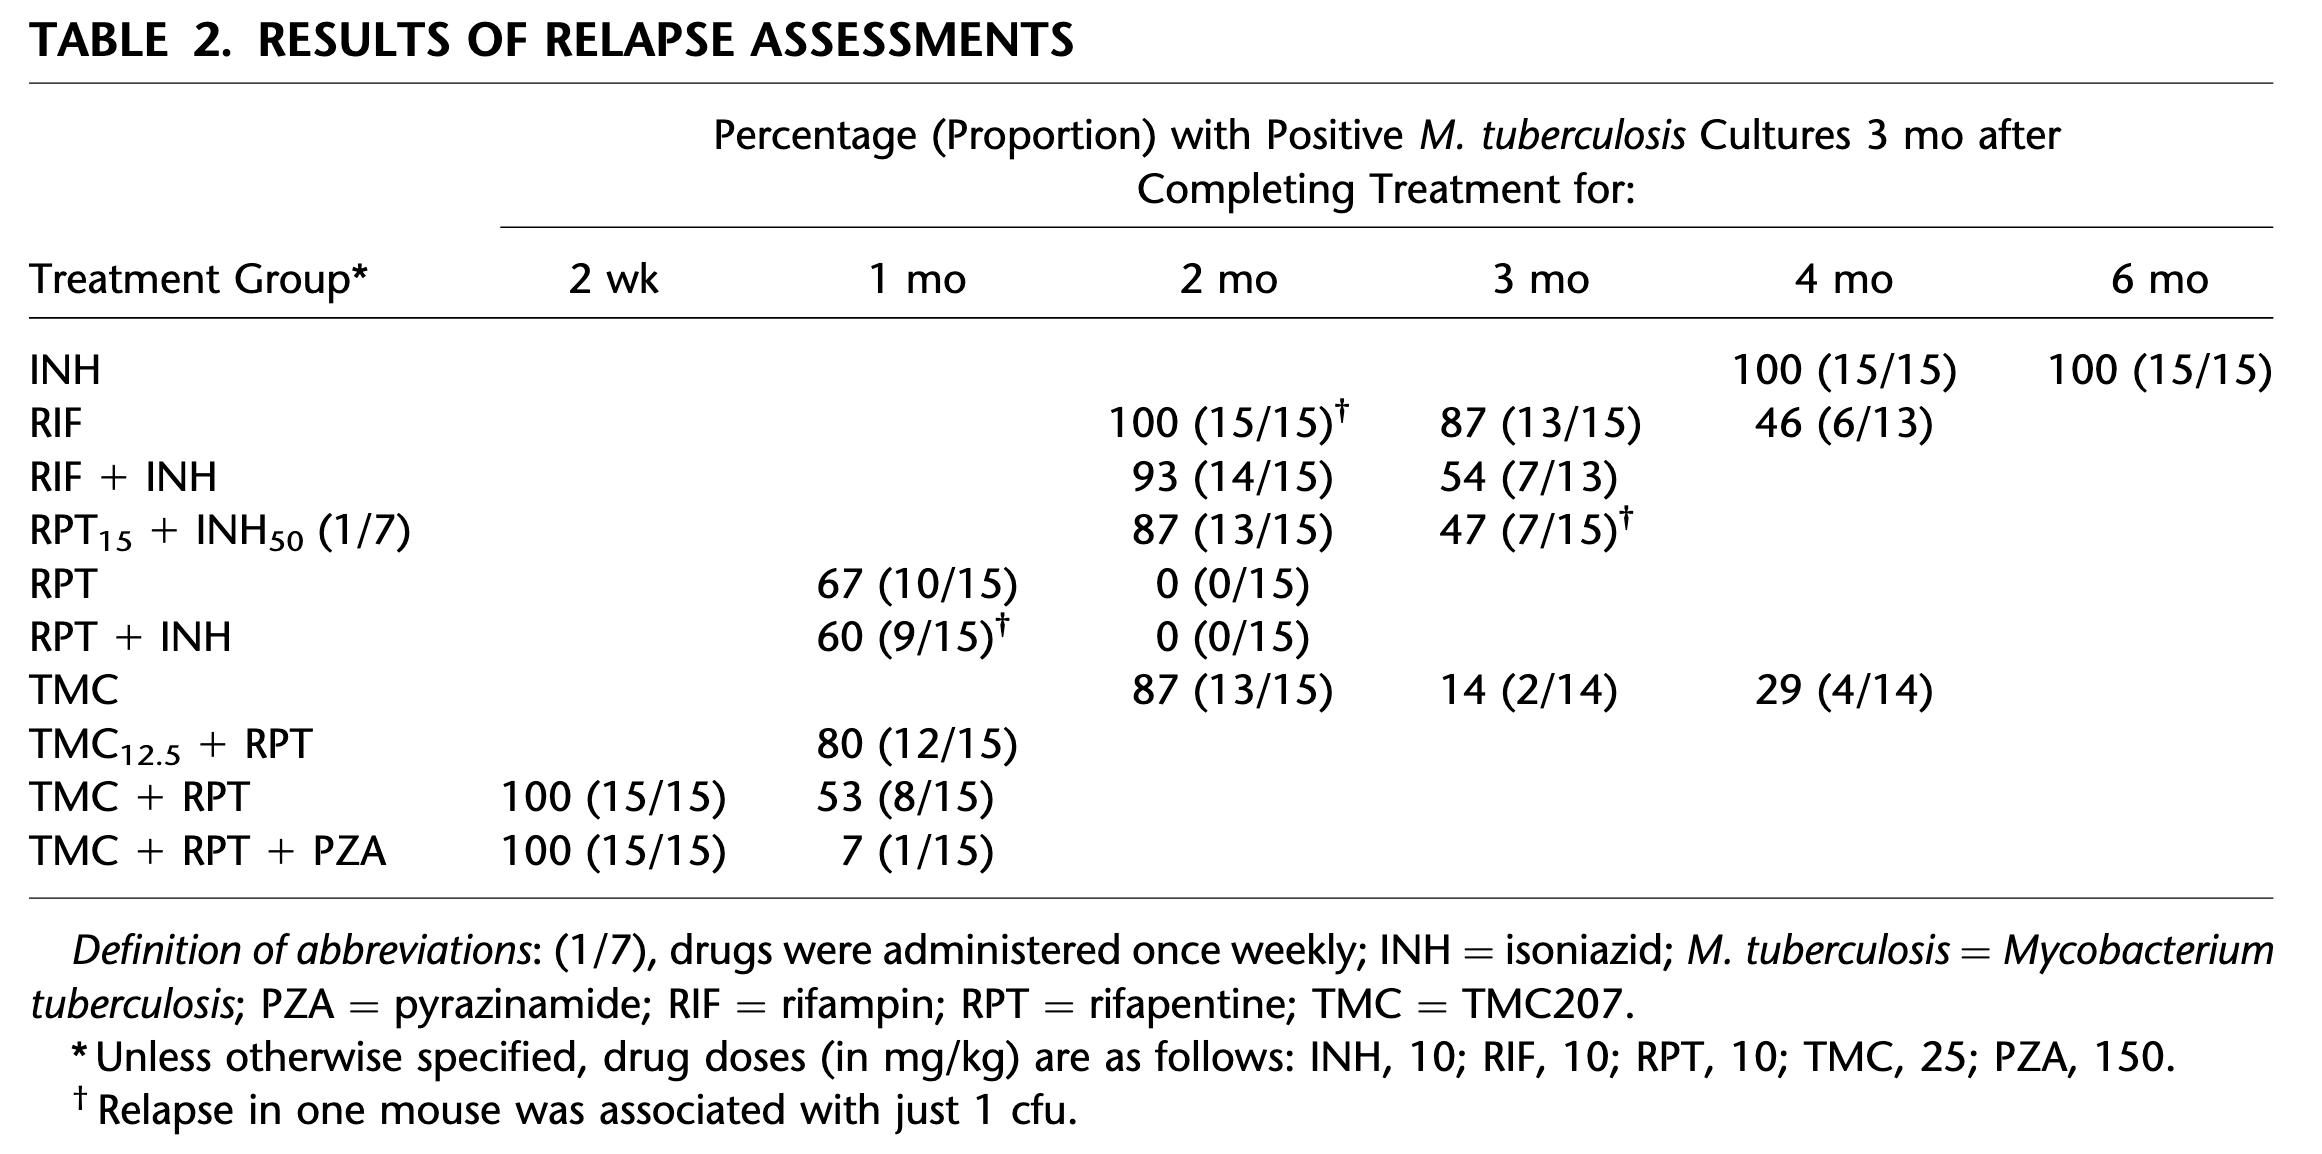 TABLE 2. RESULTS OF RELAPSE ASSESSMENTS
Percentage (Proportion) with Positive M. tuberculosis Cultures 3 mo after
Completing Treatment for:
Treatment Group* 2 wk 1 mo 2 mo 3 mo 4 mo 6 mo
INH 100 (15/15) 100 (15/15)
RIF 100 (15/15)† 87 (13/15) 46 (6/13)
RIF + INH 93 (14/15) 54 (7/13)
RPT15 + INH50 (1/7) 87 (13/15) 47 (7/15)†
RPT 67 (10/15) 0 (0/15)
RPT + INH 60 (9/15)† 0 (0/15)
TMC 87 (13/15) 14 (2/14) 29 (4/14)
TMC12.5 + RPT 80 (12/15)
TMC + RPT 100 (15/15) 53 (8/15)
TMC + RPT + PZA 100 (15/15) 7 (1/15)
Definition of abbreviations: (1/7), drugs were administered once weekly; INH = isoniazid; M. tuberculosis = Mycobacterium
tuberculosis; PZA = pyrazinamide; RIF = rifampin; RPT = rifapentine; TMC = TMC207.
* Unless otherwise specified, drug doses (in mg/kg) are as follows: INH, 10; RIF, 10; RPT, 10; TMC, 25; PZA, 150.
† Relapse in one mouse was associated with just 1 cfu.